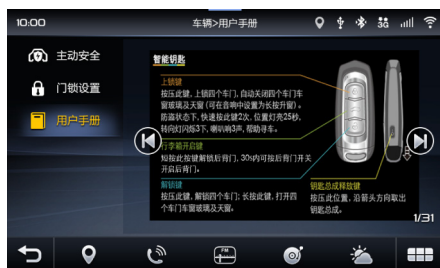 10:00
车辆>用户手册
3G
主动安全
门锁设置
用户手册
智能钥匙
上锁键
按压此键，上锁四个车门，自动关闭四个车门车
窗玻璃及天窗（可在音响中设置为长按升窗）。
防盗状态下，快速按此键2次，位置灯亮25秒、
转向灯闪烁3下，喇叭响3声，帮助寻车。
行李箱开启键
短按此按键解锁后背门，30s内可按后背门开关
开启后背门。
解锁键
按压此键，解锁四个车门；长按此键，打开四
个车门车窗玻璃及天窗。
钥匙总成释放键
按压此位置，沿箭头方向取出
钥匙总成。
1/31
FM